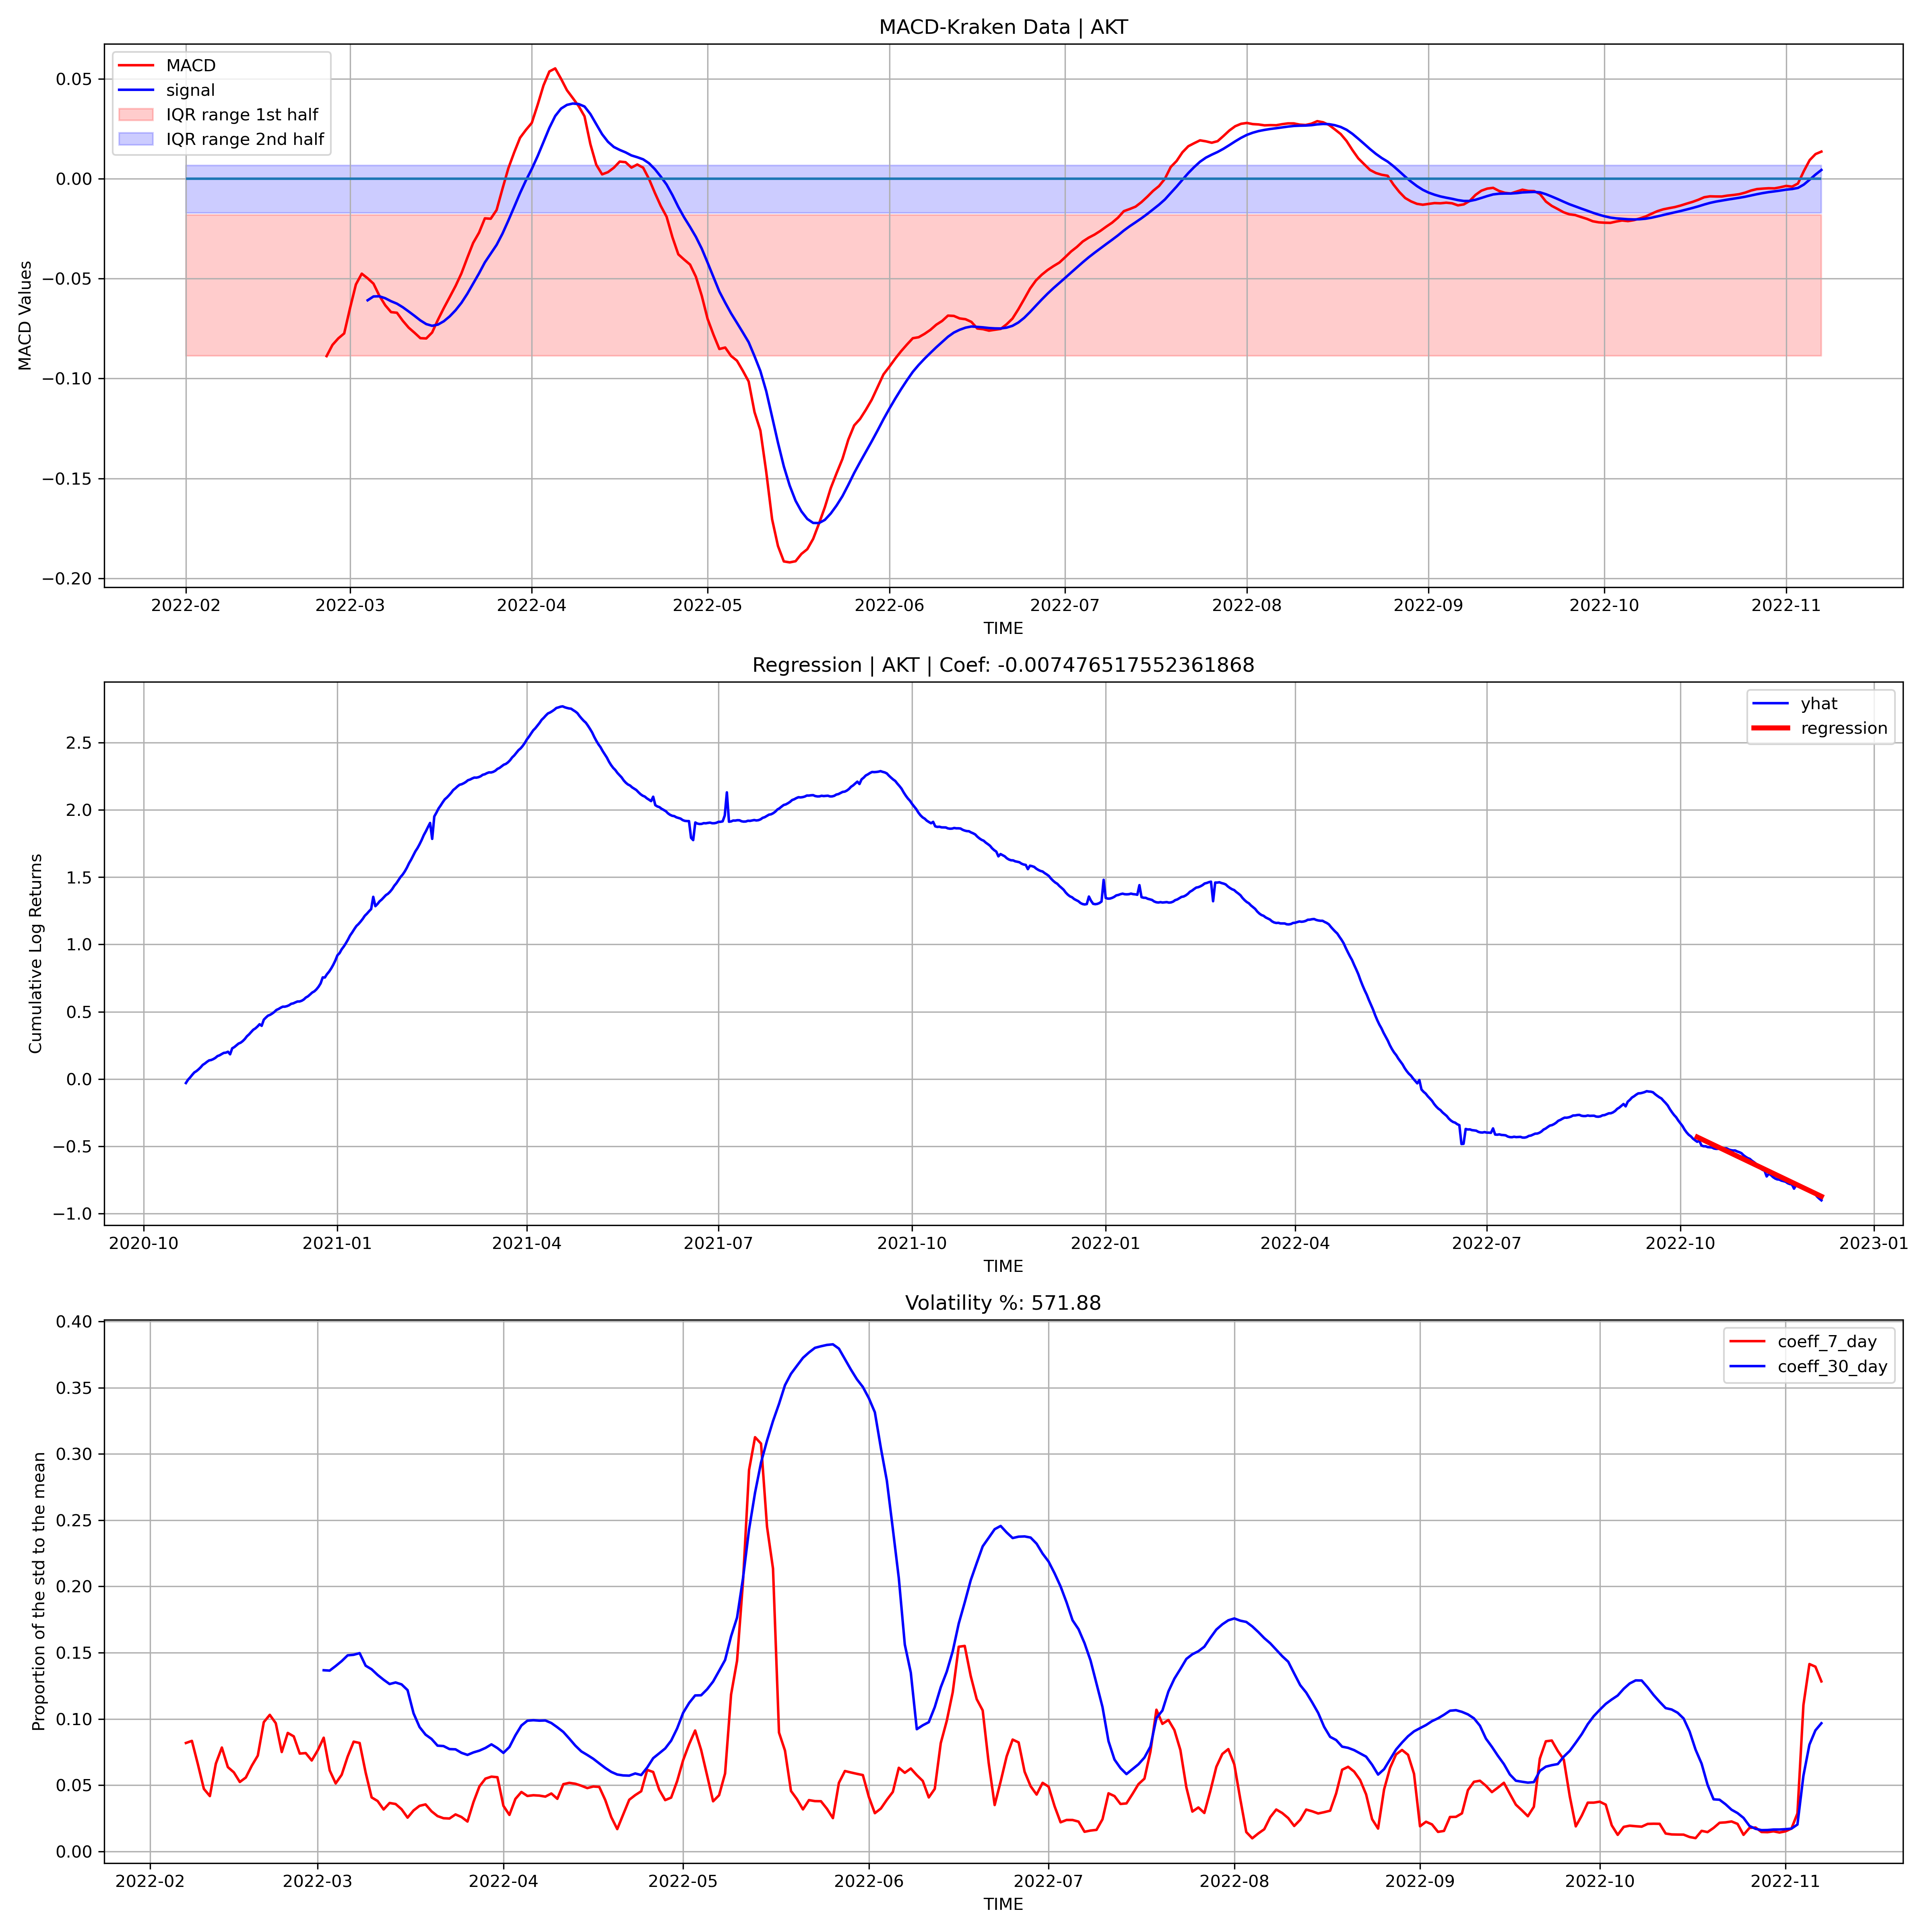 MACD-Kraken Data | AKT
MACD
signal
IQR range 1st half
IQR range 2nd half
MACD Values
0.05
0.00
−0.05
−0.10
−0.15
−0.20
2022-02 2022-03 2022-04 2022-05 2022-06 2022-07 2022-08 2022-09 2022-10 2022-11
TIME
Regression | AKT | Coef: -0.007476517552361868
yhat
regression
Cumulative Log Returns
2.5
2.0
1.5
1.0
0.5
0.0
−0.5
−1.0
2020-10 2021-01 2021-04 2021-07 2021-10 2022-01 2022-04 2022-07 2022-10 2023-01
TIME
Volatility %: 571.88
coeff_7_day
coeff_30_day
Proportion of the std to the mean
0.40
0.35
0.30
0.25
0.20
0.15
0.10
0.05
0.00
2022-02 2022-03 2022-04 2022-05 2022-06 2022-07 2022-08 2022-09 2022-10 2022-11
TIME